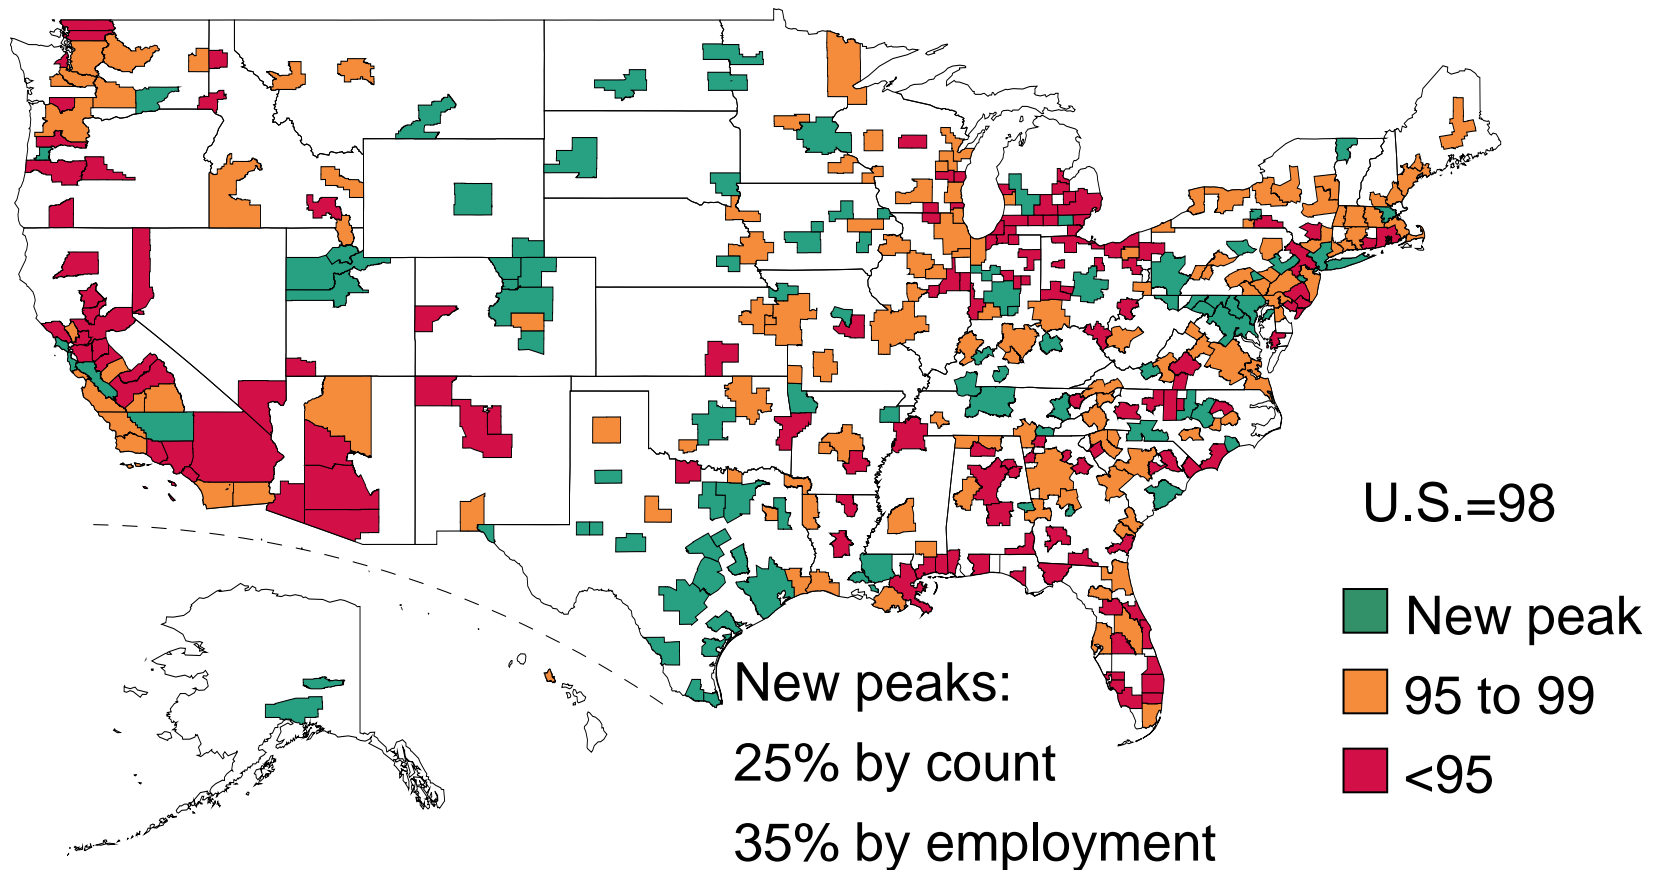 U.S.=98
New peak
95 to 99
<95
New peaks:
25% by count
35% by employment